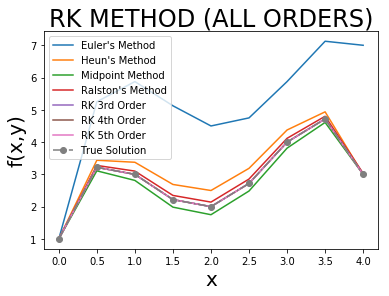 RK METHOD (ALL ORDERS)
f(x,y)
7
6
5
4
3
2
1
Euler's Method
Heun's Method
Midpoint Method
Ralston's Method
RK 3rd Order
RK 4th Order
RK 5th Order
True Solution
0.0 0.5 1.0 1.5 2.0 2.5 3.0 3.5 4.0
x